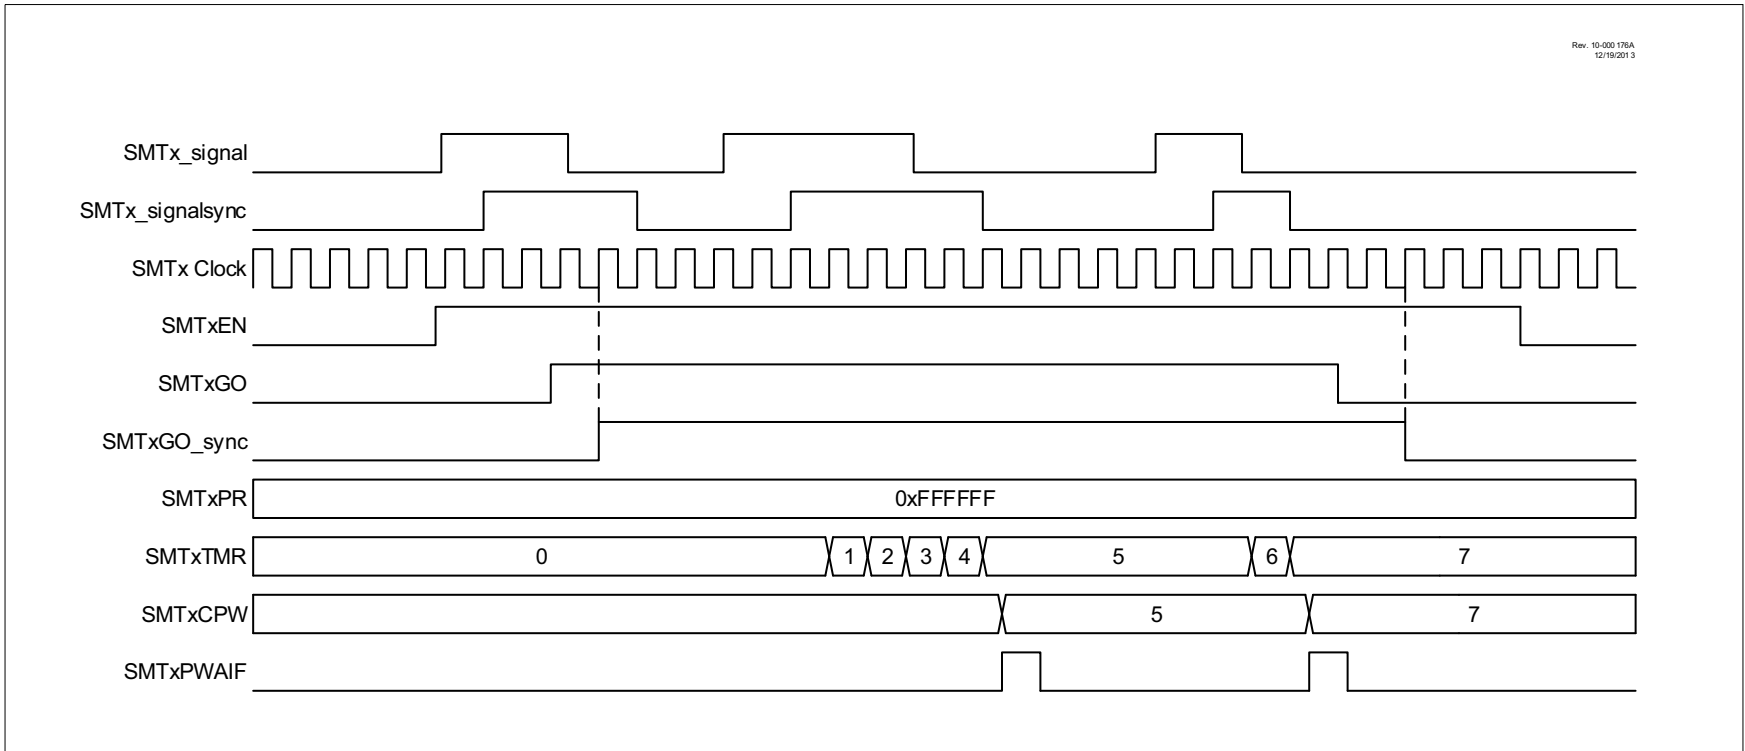 Rev. 10-000 176A
12/19/201 3
SMTx_signal
SMTx_signalsync
SMTx Clock
SMTxEN
SMTxGO
SMTxGO_sync
SMTxPR 0xFFFFFF
SMTxTMR 0 1 2 3 4 5 6 7
SMTxCPW 5 7
SMTxPWAIF